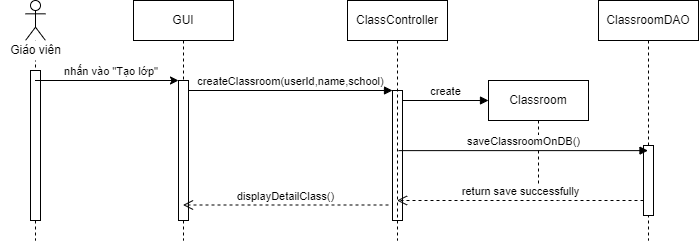 GUI
ClassController
ClassroomDAO
Giáo viên
nhấn vào "Tạo lớp"
createClassroom(userId,name,school)
create
Classroom
saveClassroomOnDB()
return save successfully
displayDetailClass()